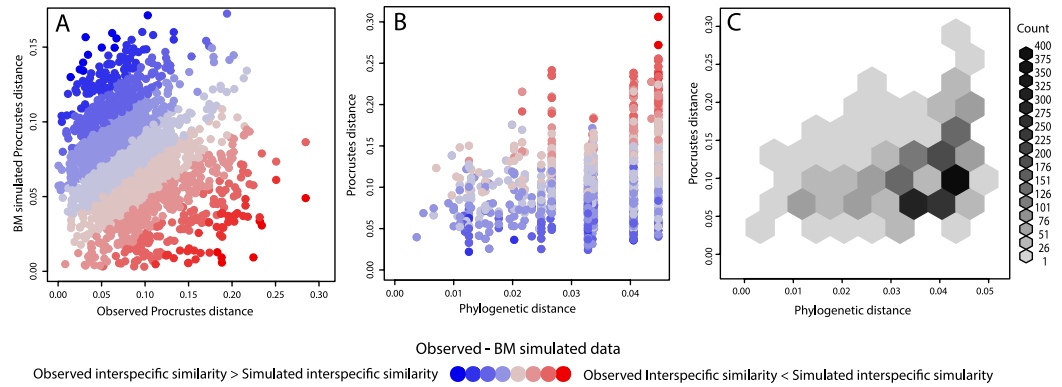 A
BM simulated Procrustes distance
0.15
0.10
0.05
0.00
0.00 0.05 0.10 0.15 0.20 0.30
Observed Procrustes distance
B
Procrustes distance
0.30
0.25
0.20
0.15
0.10
0.05
0.00
0.00 0.01 0.02 0.03 0.04
Phylogenetic distance
C
Procrustes distance
0.30
0.25
0.20
0.15
0.10
0.05
0.00
0.00 0.01 0.02 0.03 0.04 0.05
Phylogenetic distance
Count
400
375
350
325
300
275
250
225
200
176
151
126
101
76
51
26
1
Observed - BM simulated data
Observed interspecific similarity > Simulated interspecific similarity
Observed Interspecific similarity < Simulated interspecific simularity